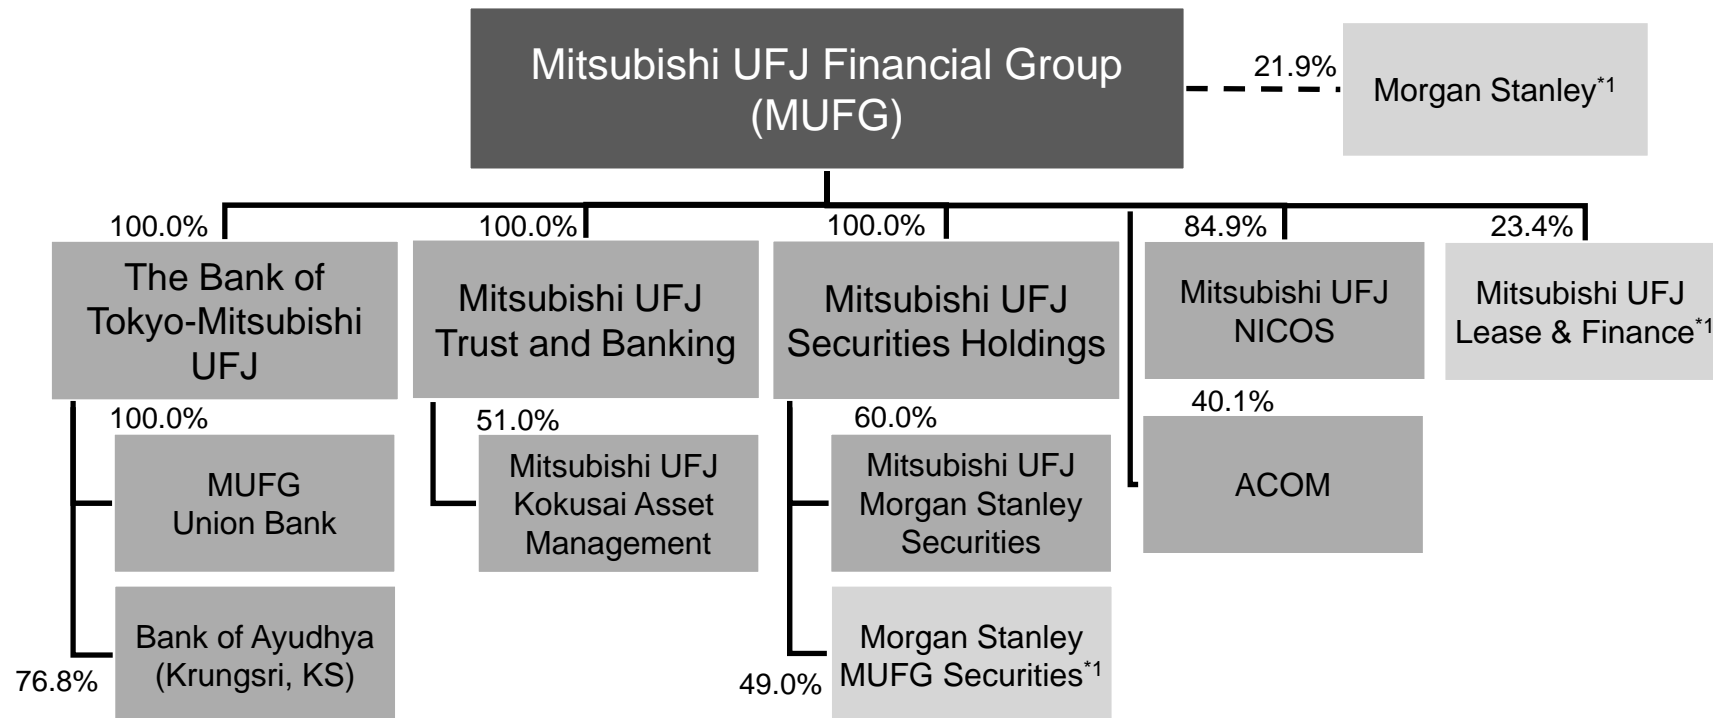 Mitsubishi UFJ Financial Group
(MUFG)
21.9%
Morgan Stanley*1
100.0%
The Bank of
Tokyo-Mitsubishi
UFJ
100.0%
Mitsubishi UFJ
Trust and Banking
100.0%
Mitsubishi UFJ
Securities Holdings
84.9%
Mitsubishi UFJ
NICOS
23.4%
Mitsubishi UFJ
Lease & Finance*1
100.0%
MUFG
Union Bank
51.0%
Mitsubishi UFJ
Kokusai Asset
Management
60.0%
Mitsubishi UFJ
Morgan Stanley
Securities
40.1%
ACOM
76.8%
Bank of Ayudhya
(Krungsri, KS)
49.0%
Morgan Stanley
MUFG Securities*1